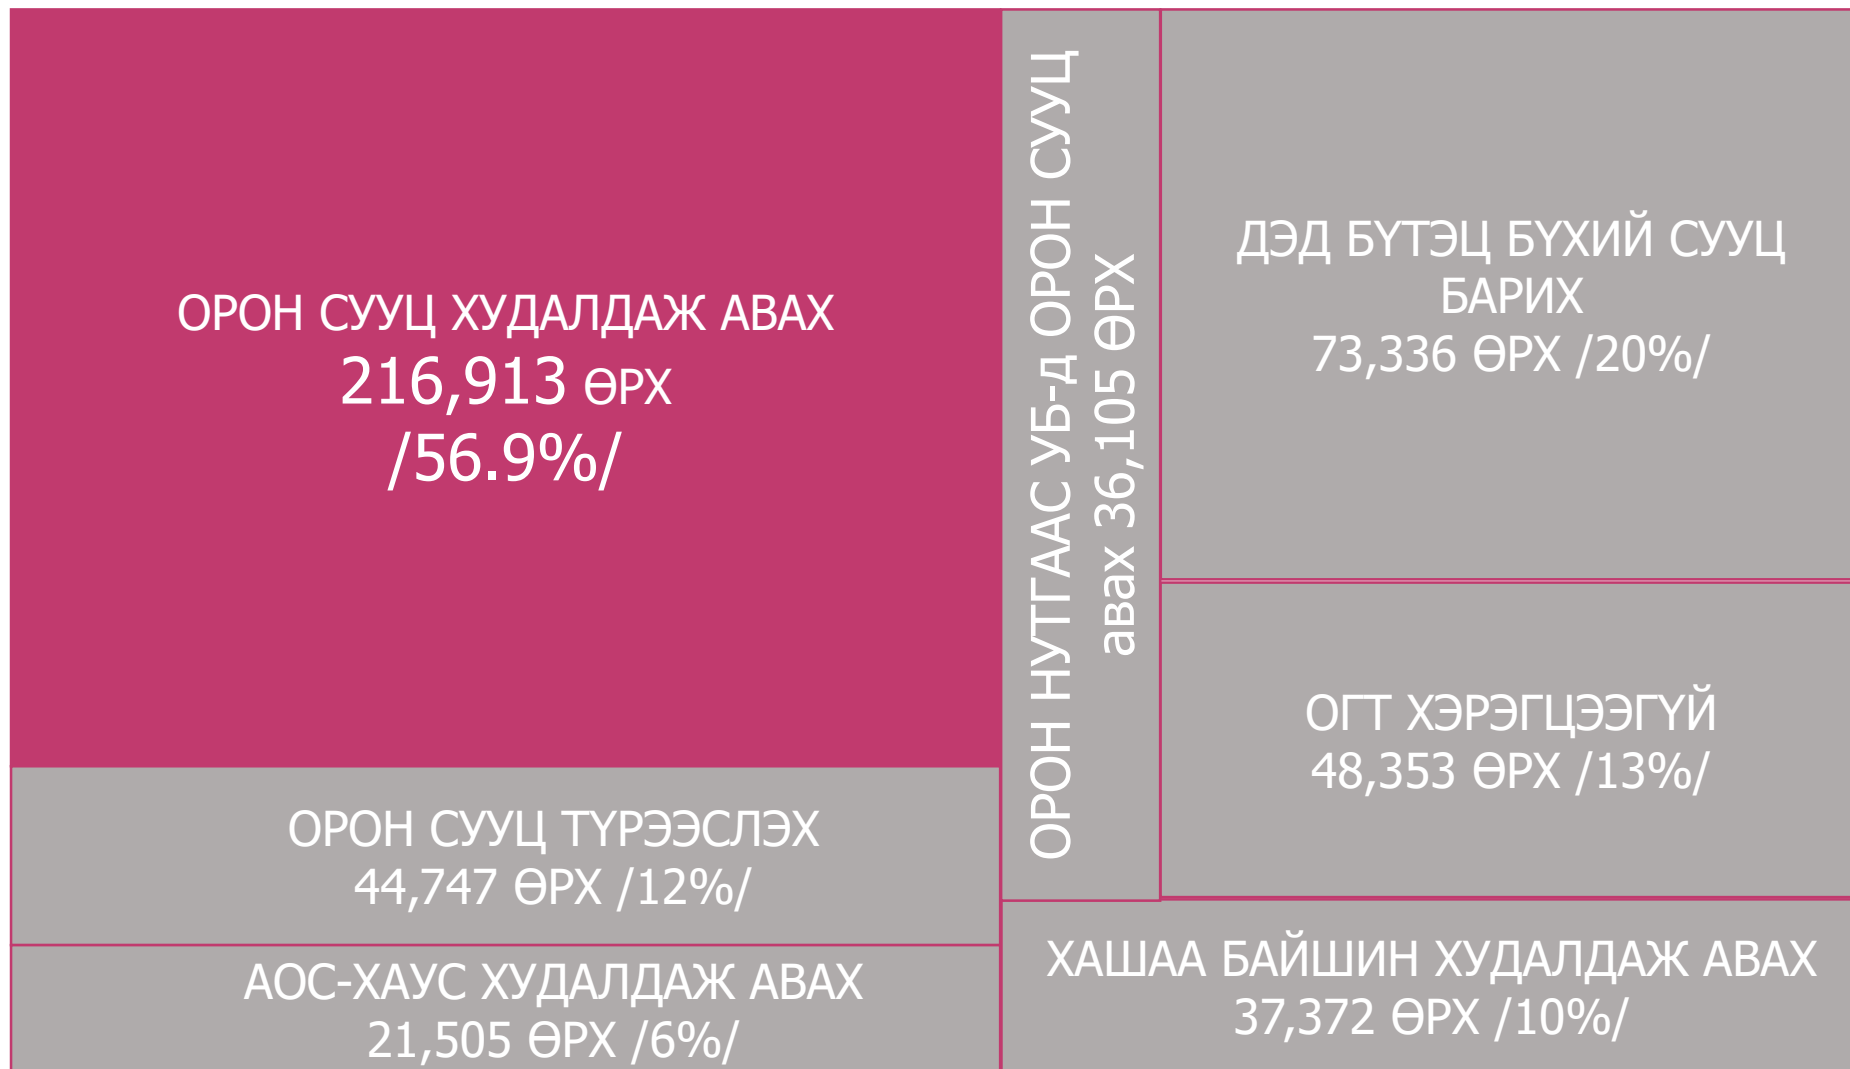 ОРОН СУУЦ ХУДАЛДАЖ АВАХ
216,913 ӨРХ
/56.9%/
ОРОН СУУЦ ТҮРЭЭСЛЭХ
44,747 ӨРХ /12%/
АОС-ХАУС ХУДАЛДАЖ АВАХ
21,505 ӨРХ /6%/
ОРОН НУТГААС УБ-д ОРОН СУУЦ
авах 36,105 ӨРХ
ДЭД БҮТЭЦ БҮХИЙ СУУЦ
БАРИХ
73,336 ӨРХ /20%/
ОГТ ХЭРЭГЦЭЭГҮЙ
48,353 ӨРХ /13%/
ХАШАА БАЙШИН ХУДАЛДАЖ АВАХ
37,372 ӨРХ /10%/